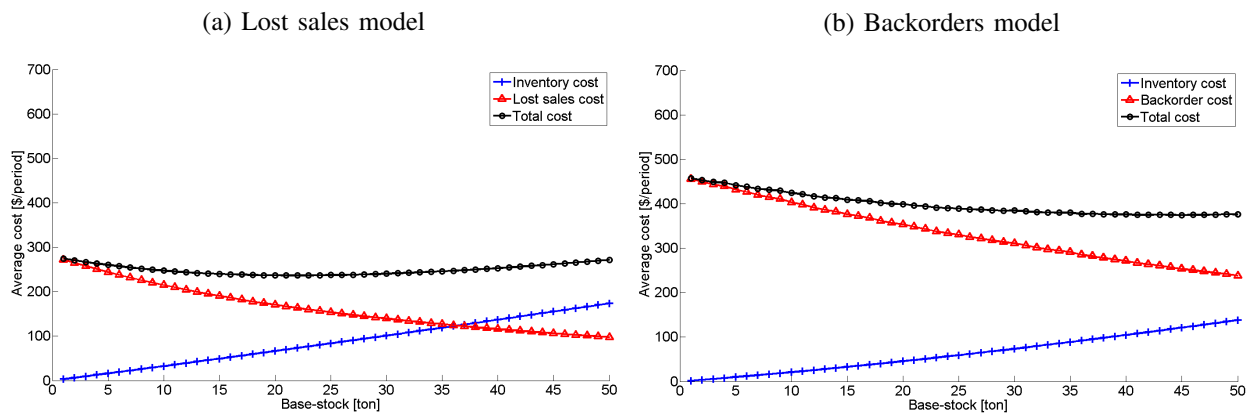 (a) Lost sales model
700
600
500
400
300
200
100
0
0 5 10 15 20 25 30 35 40 45 50
Average cost [$/period]
Base-stock [ton]
Inventory cost
Lost sales cost
Total cost
(b) Backorders model
700
600
500
400
300
200
100
0
0 5 10 15 20 25 30 35 40 45 50
Average cost [$/period]
Base-stock [ton]
Inventory cost
Backorder cost
Total cost